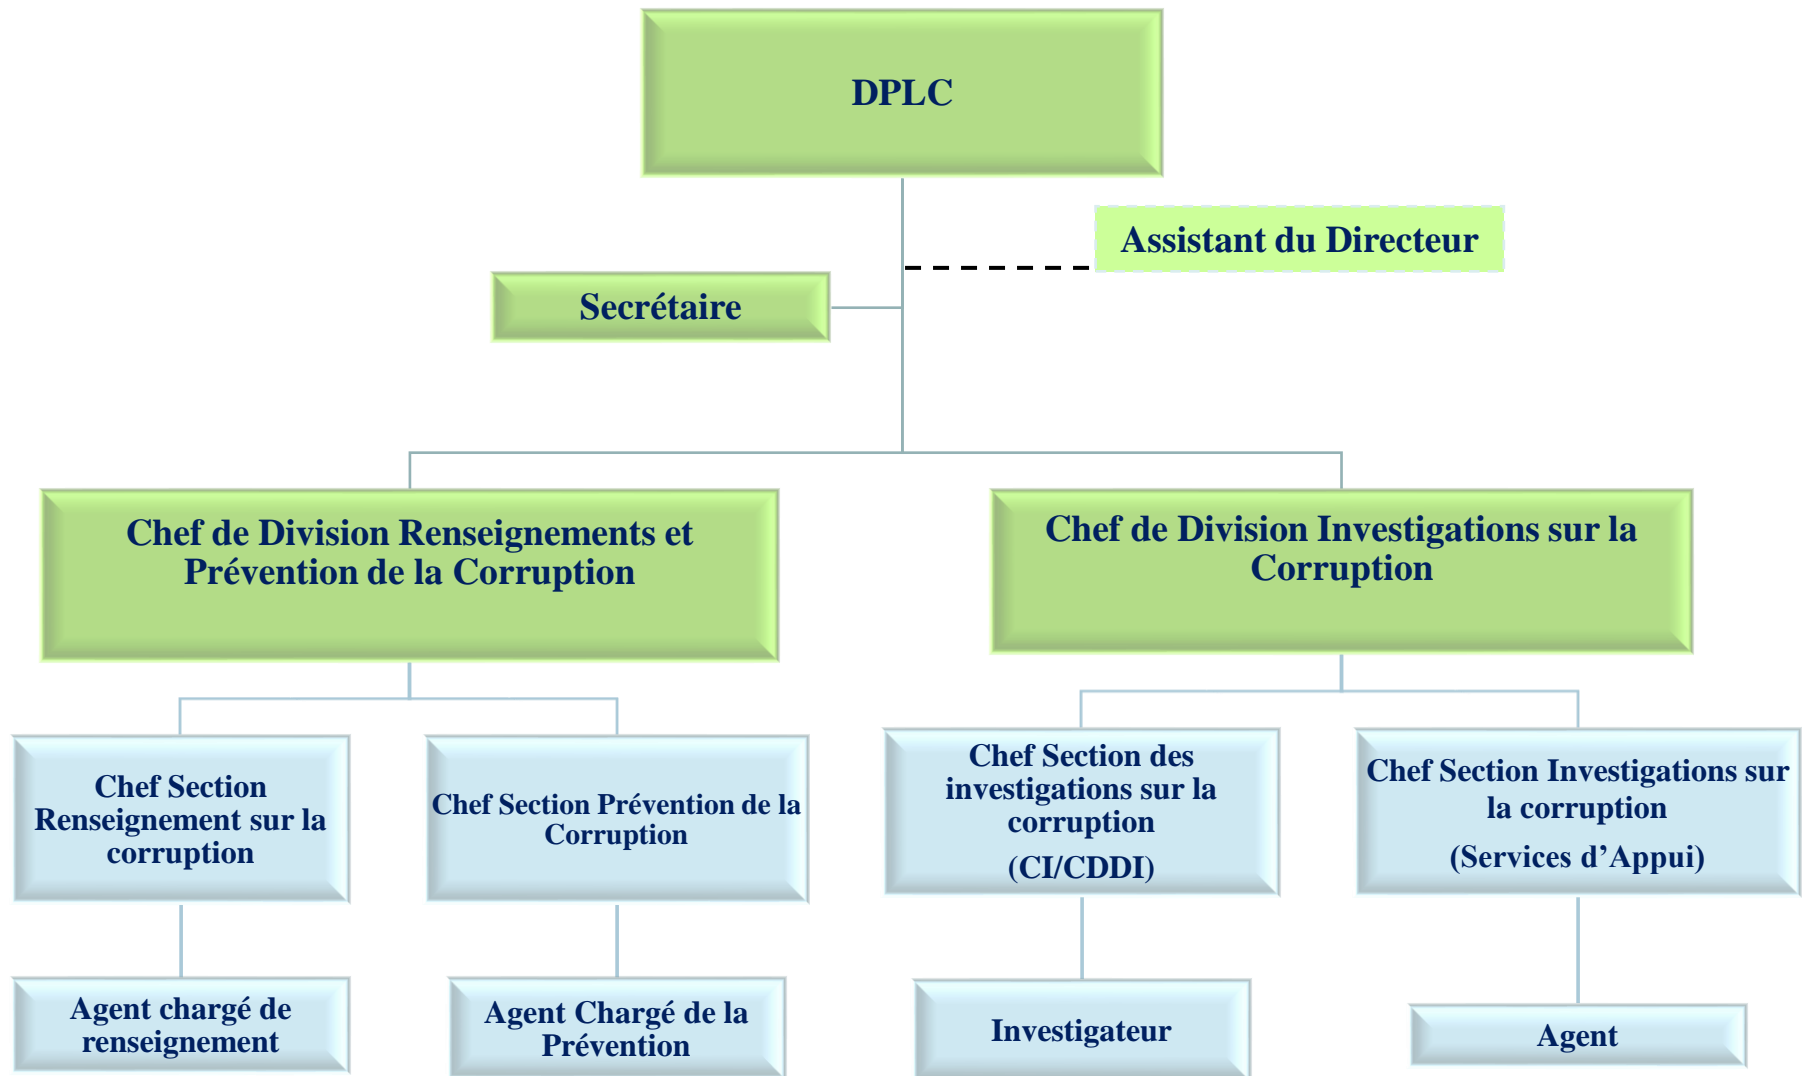 DPLC
Assistant du Directeur
Secrétaire
Chef de Division Renseignements et
Prévention de la Corruption
Chef de Division Investigations sur la
Corruption
Chef Section
Renseignement sur la
corruption
Chef Section Prévention de la
Corruption
Chef Section des
investigations sur la
corruption
(CI/CDDI)
Chef Section Investigations sur
la corruption
(Services d’Appui)
Agent chargé de
renseignement
Agent Chargé de la
Prévention
Investigateur
Agent